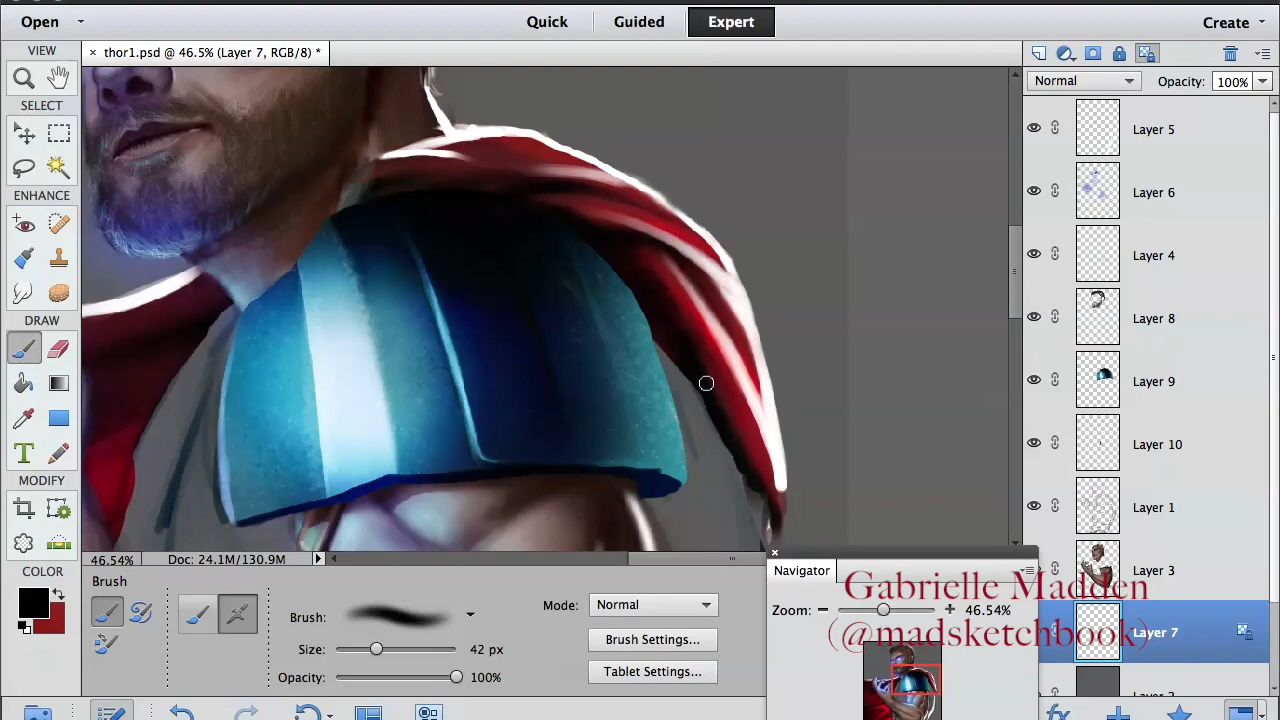 Open
Quick
Guided
Expert
Create
VIEW
× thor1.psd @ 46.5% (Layer 7, RGB/8) *
Normal
Opacity: 100%
SELECT
Layer 5
Layer 6
ENHANCE
Layer 4
DRAW
Layer 8
Layer 9
T
Layer 10
MODIFY
Layer 1
Layer 3
46.54%
Doc: 24.1M/130.9M
COLOR
Navigator
Gabrielle Madden
(@madsketchbook)
Layer 7
Zoom:
46.54%
Brush
Brush:
Size:
42 px
Opacity:
100%
Mode:
Normal
Brush Settings...
Tablet Settings...
fx